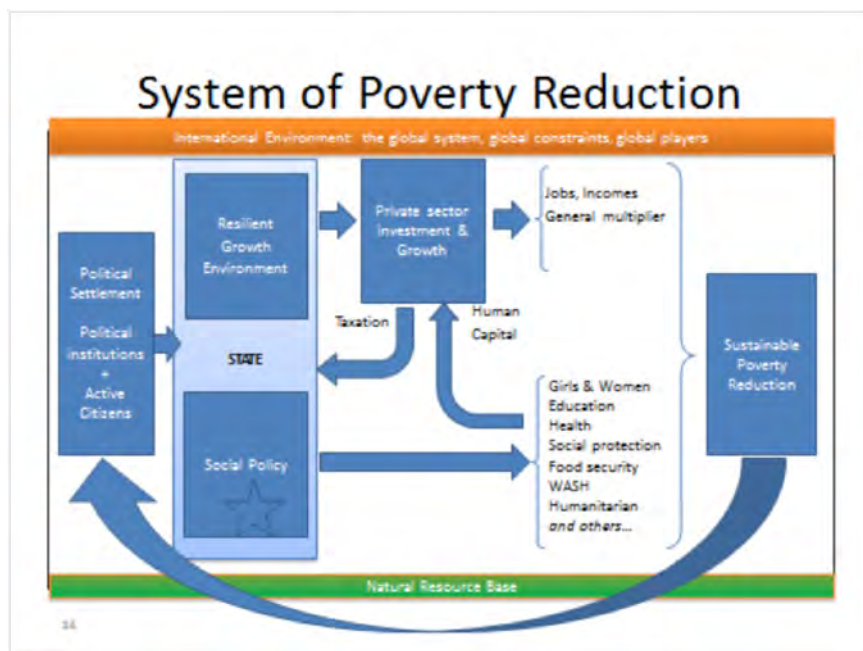 System of Poverty Reduction
International Environment: the global system, global constraints, global players
Political
Settlement
Political
institutions
+
Active
Citizens
Resilient
Growth
Environment
STATE
Social Policy
Private sector
Investment &
Growth
Taxation
Human
Capital
Jobs, Incomes
General multiplier
Girls & Women
Education
Health
Social protection
Food security
WASH
Humanitarian
and others...
Sustainable
Poverty
Reduction
Natural Resource Base